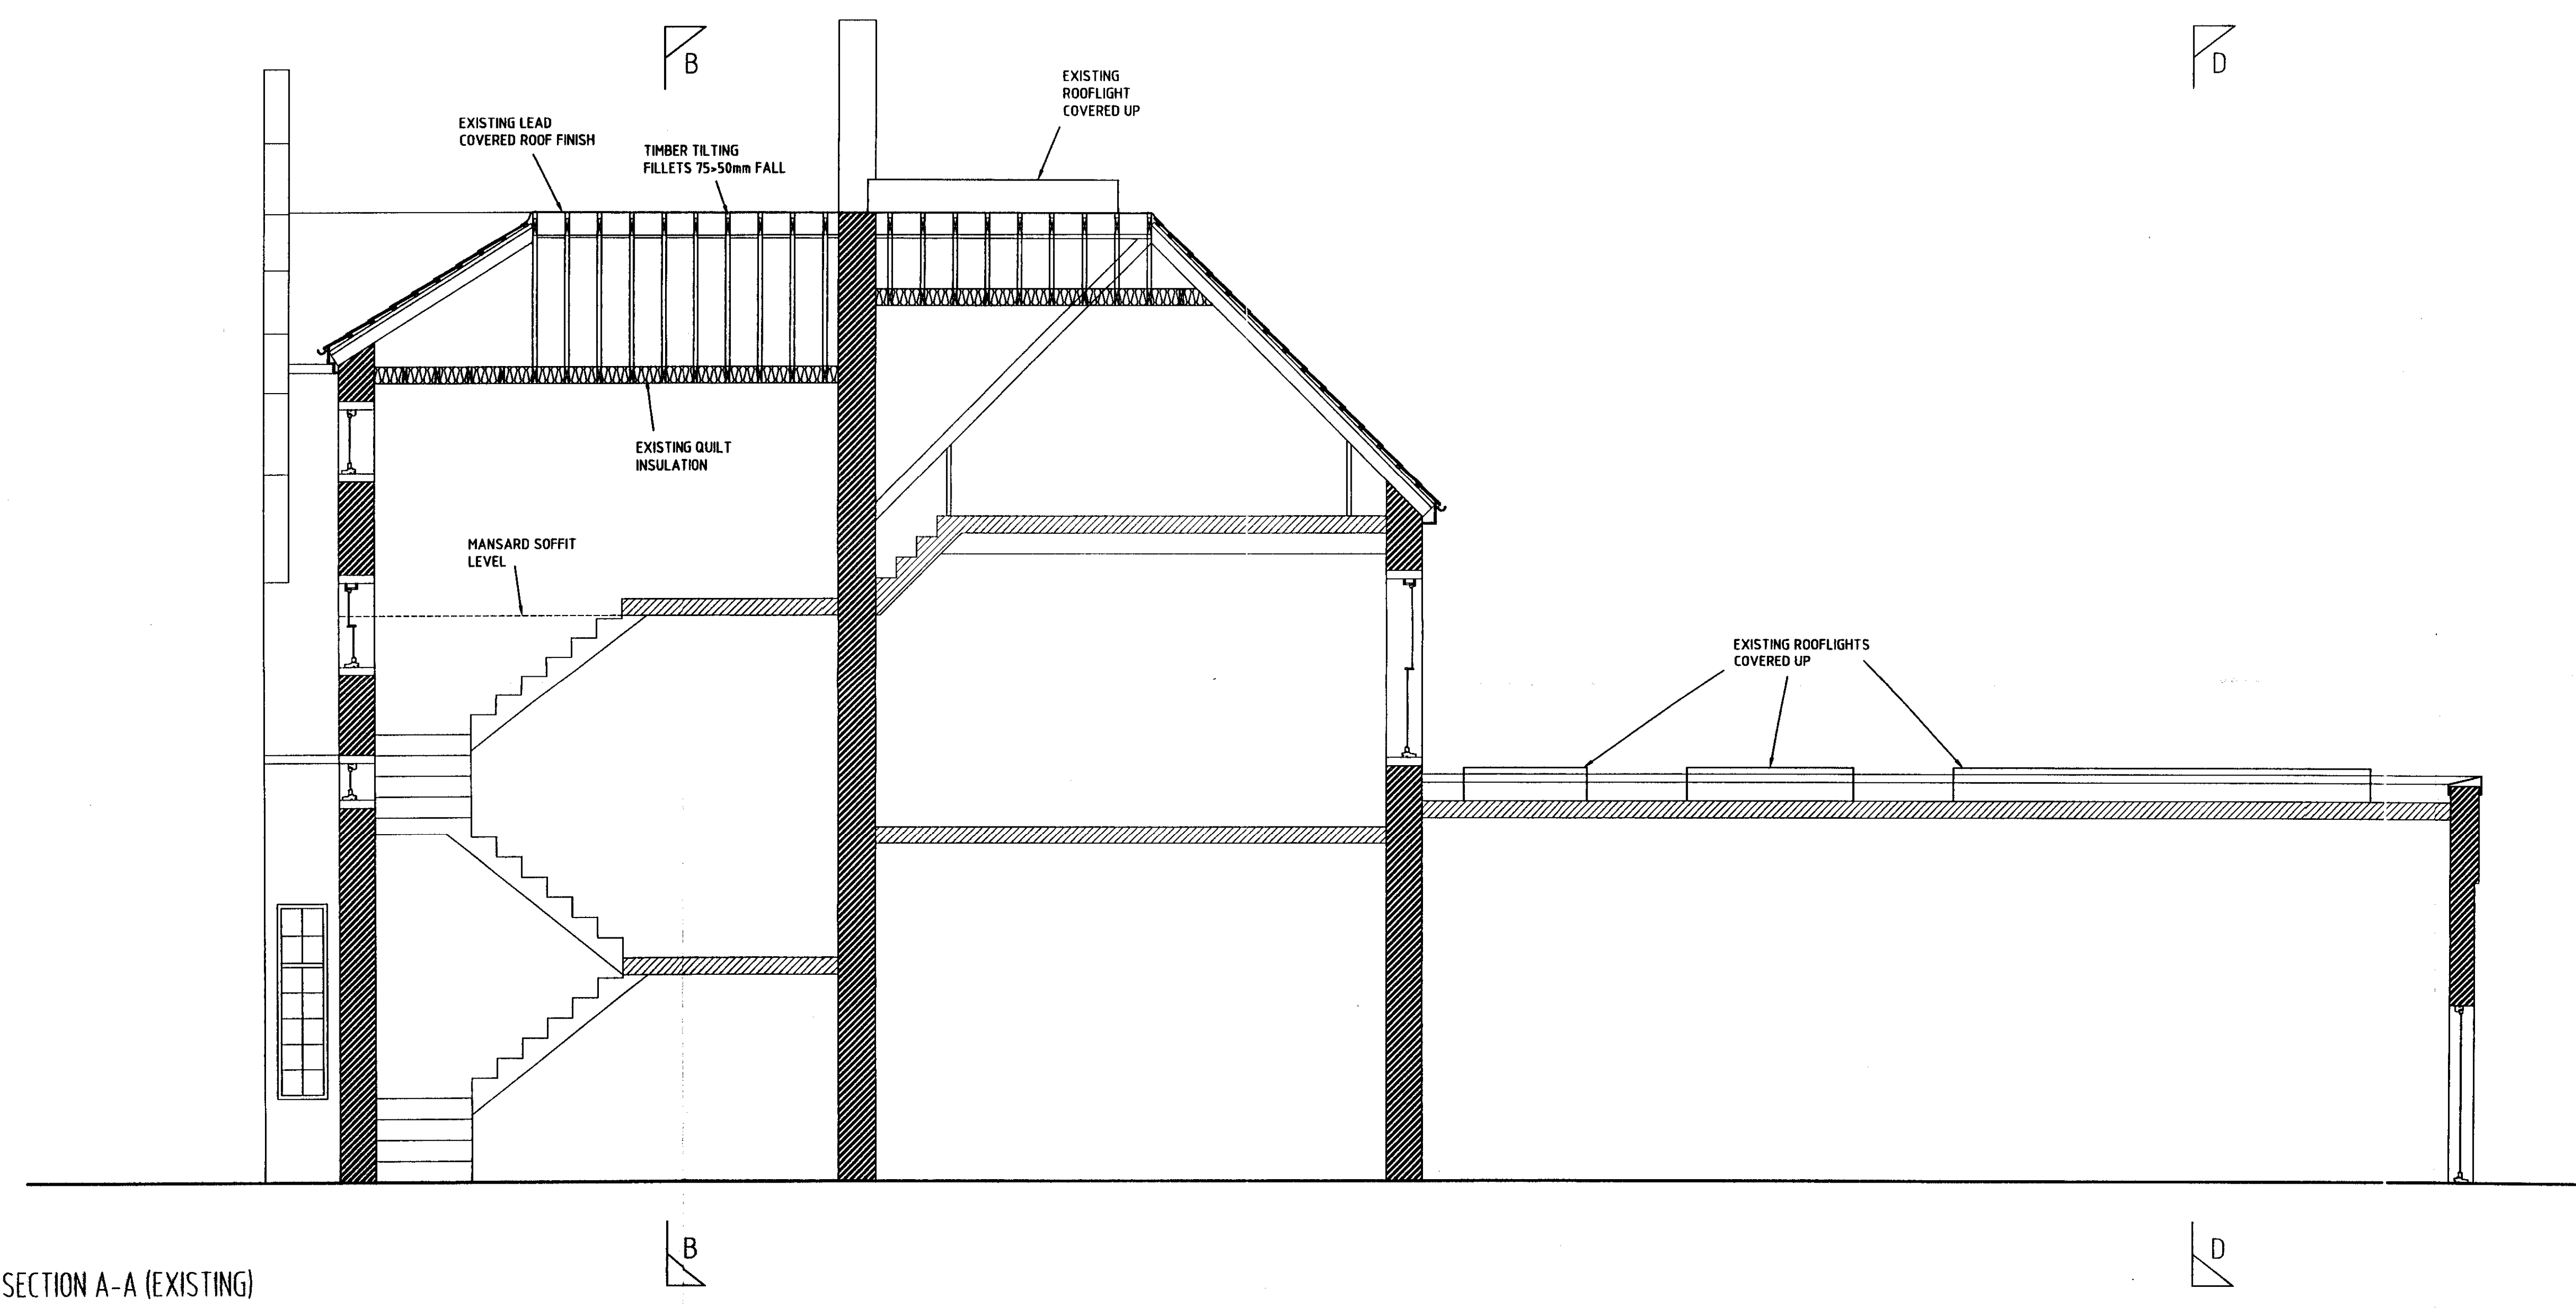 B
D
EXISTING
ROOFLIGHT
COVERED UP
EXISTING LEAD
COVERED ROOF FINISH
TIMBER TILTING
FILLETS 75>50mm FALL
EXISTING QUILT
INSULATION
MANSARD SOFFIT
LEVEL
EXISTING ROOFLIGHTS
COVERED UP
B
D
SECTION A-A (EXISTING)